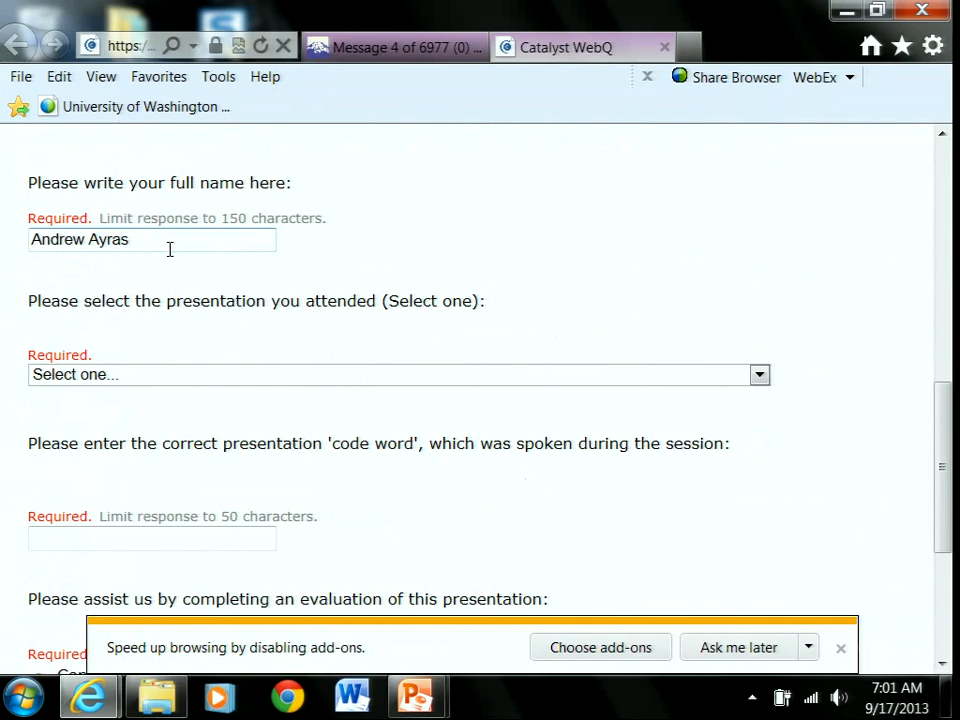 https:/...
Message 4 of 6977 (0) ...
Catalyst WebQ
File Edit View Favorites Tools Help
Share Browser WebEx
University of Washington ...
Please write your full name here:
Required. Limit response to 150 characters.
Andrew Ayras
Please select the presentation you attended (Select one):
Required.
Select one...
Please enter the correct presentation 'code word', which was spoken during the session:
Required. Limit response to 50 characters.
Please assist us by completing an evaluation of this presentation:
Required
Speed up browsing by disabling add-ons.
Choose add-ons
Ask me later
7:01 AM
9/17/2013